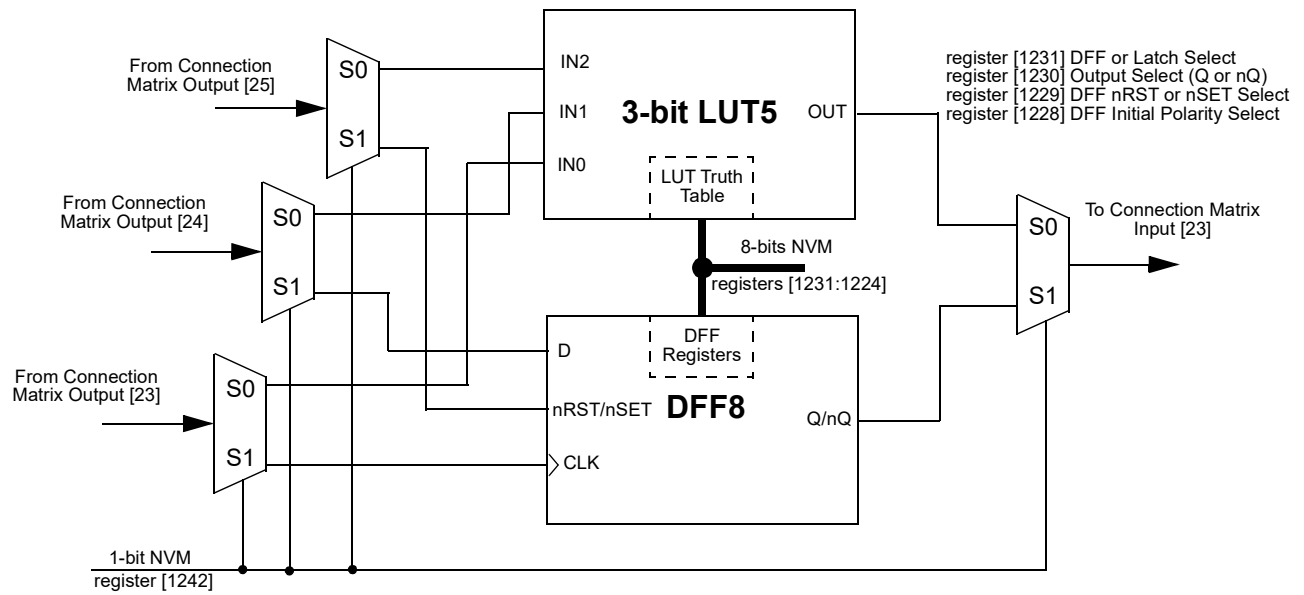 From Connection
Matrix Output [25]
S0
S1
IN2
IN1
IN0
3-bit LUT5
OUT
LUT Truth
Table
register [1231] DFF or Latch Select
register [1230] Output Select (Q or nQ)
register [1229] DFF nRST or nSET Select
register [1228] DFF Initial Polarity Select
From Connection
Matrix Output [24]
S0
S1
8-bits NVM
registers [1231:1224]
S0
S1
To Connection Matrix
Input [23]
From Connection
Matrix Output [23]
S0
S1
D
nRST/nSET
CLK
DFF
Registers
DFF8
Q/nQ
1-bit NVM
register [1242]